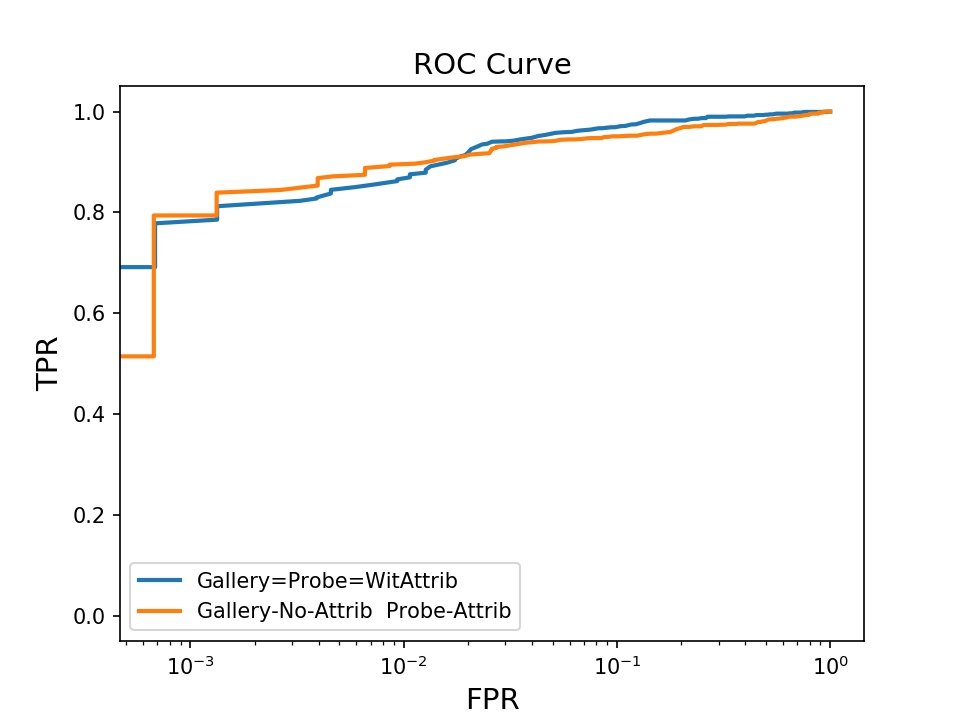 ROC Curve
TPR
1.0
0.8
0.6
0.4
0.2
0.0
Gallery=Probe=WitAttrib
Gallery-No-Attrib  Probe-Attrib
10⁻³ 10⁻² 10⁻¹ 10⁰
FPR